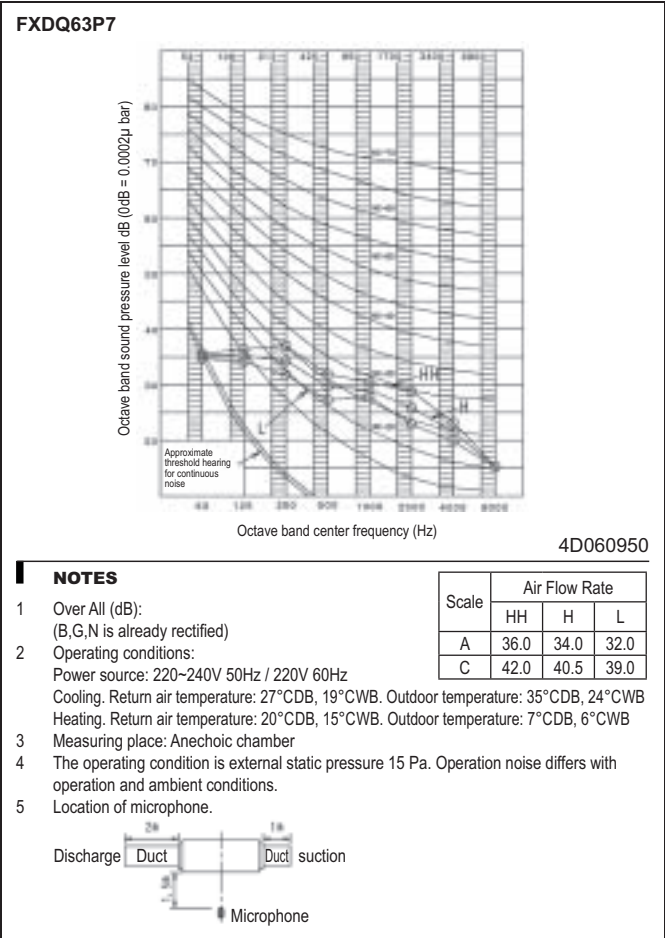 FXDQ63P7
Octave band sound pressure level dB (0dB = 0.0002µ bar)
70
60
50
40
HH
H
L
Approximate
threshold hearing
for continuous
noise
Octave band center frequency (Hz)
4D060950
NOTES
1 Over All (dB):
(B,G,N is already rectified)
Scale Air Flow Rate
HH H L
A 36.0 34.0 32.0
C 42.0 40.5 39.0
2 Operating conditions:
Power source: 220~240V 50Hz / 220V 60Hz
Cooling. Return air temperature: 27°CDB, 19°CWB. Outdoor temperature: 35°CDB, 24°CWB
Heating. Return air temperature: 20°CDB, 15°CWB. Outdoor temperature: 7°CDB, 6°CWB
3 Measuring place: Anechoic chamber
4 The operating condition is external static pressure 15 Pa. Operation noise differs with
operation and ambient conditions.
5 Location of microphone.
Discharge Duct Duct suction
Microphone